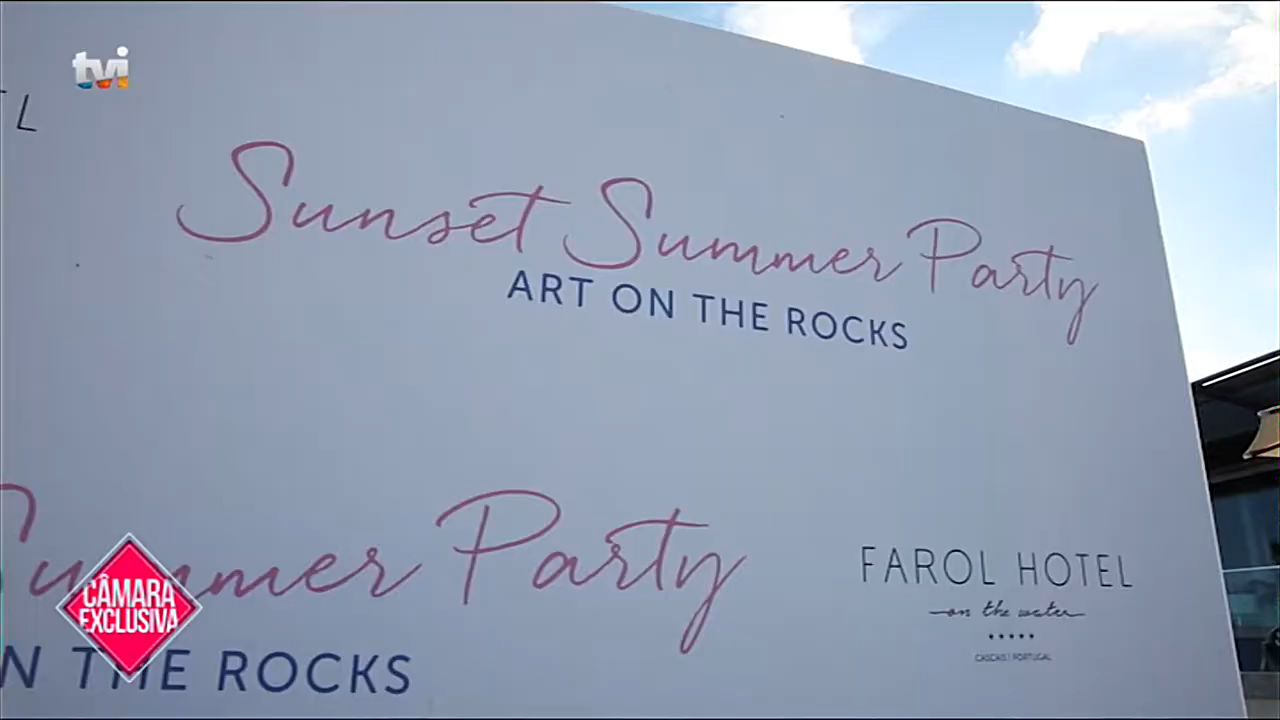 tvi
L
Sunset Summer Party
ART ON THE ROCKS
Summer Party
N THE ROCKS
CÂMARA
EXCLUSIVA
FAROL HOTEL
on the water
★★★★★
CASCAIS | PORTUGAL